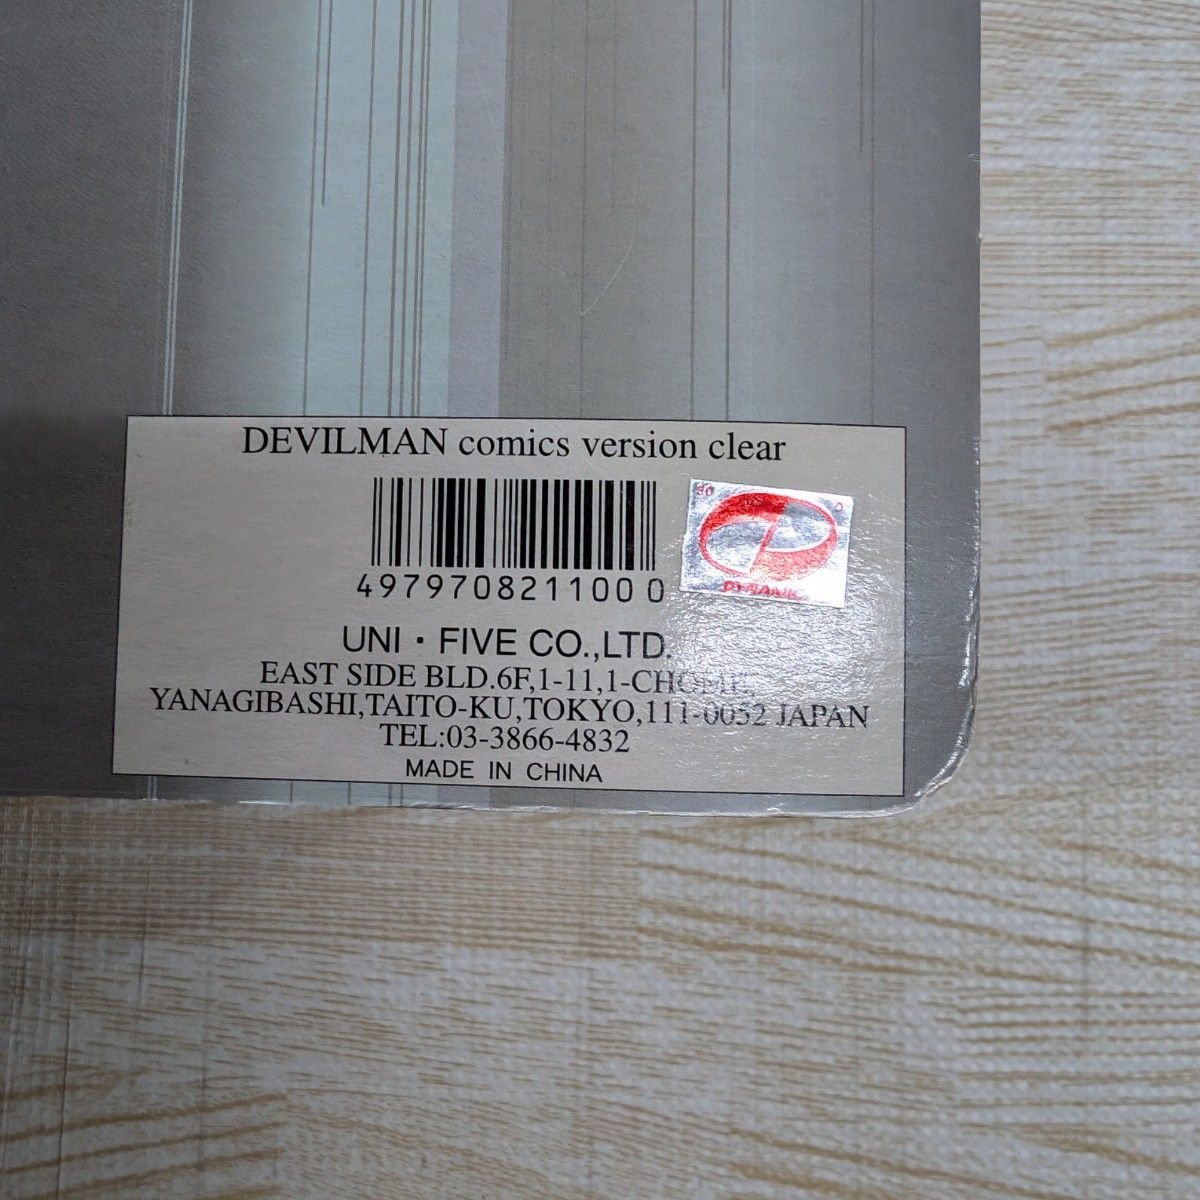 DEVILMAN comics version clear
4979708211000
UNI・FIVE CO.,LTD.
EAST SIDE BLD.6F,1-11,1-CHOME,
YANAGIBASHI,TAITO-KU,TOKYO,111-0052 JAPAN
TEL:03-3866-4832
MADE IN CHINA
DYNAMIC